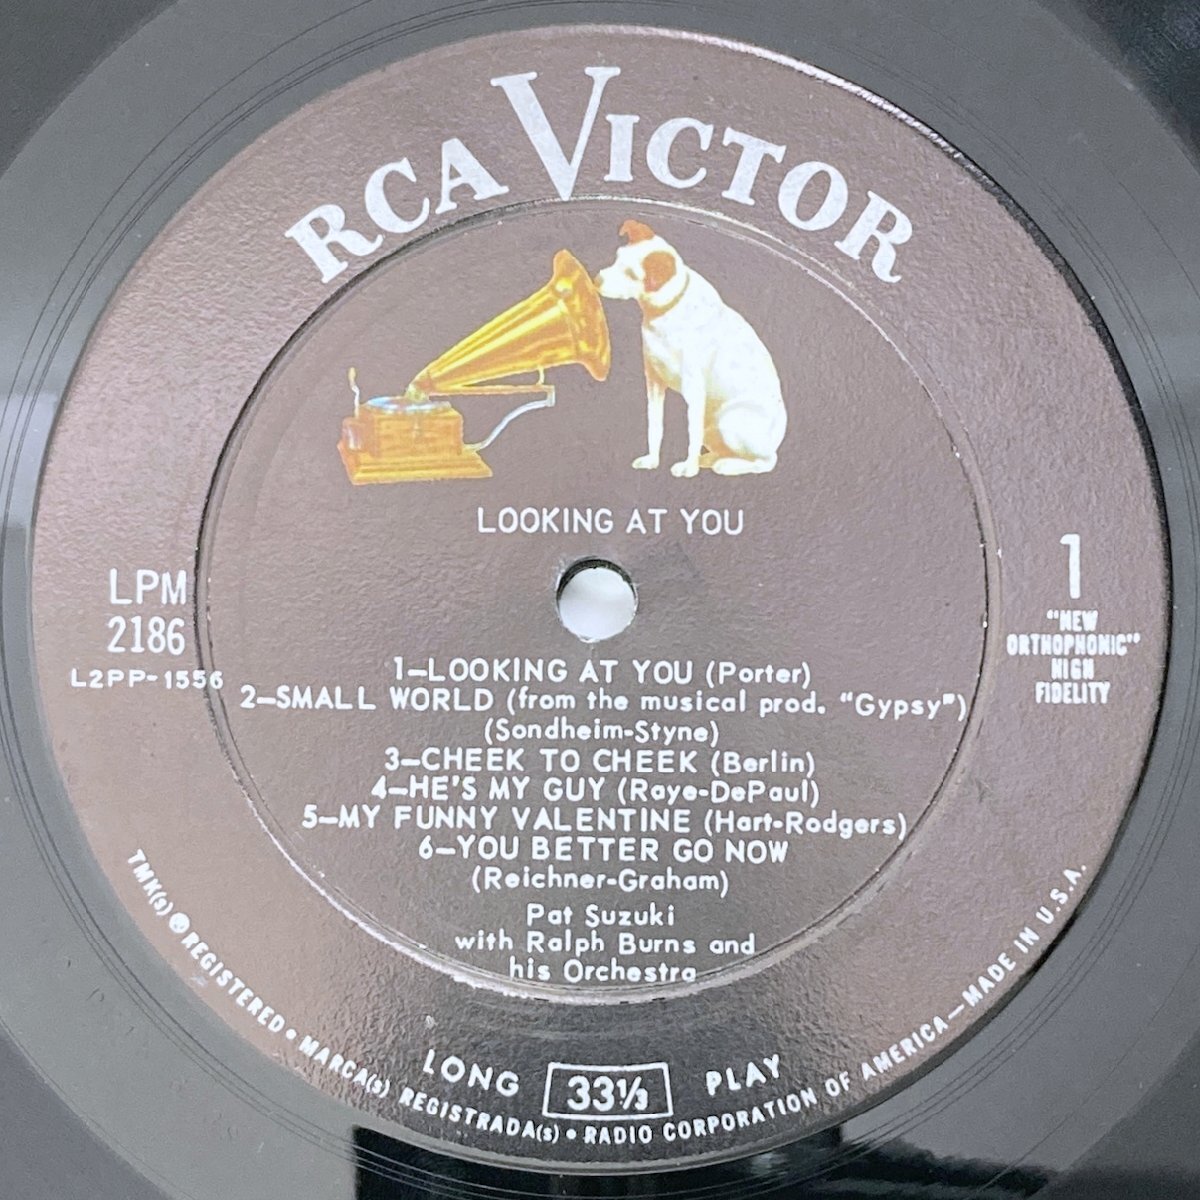 RCA VICTOR
LOOKING AT YOU
LPM
2186
L2PP-1556
1
"NEW
ORTHOPHONIC"
HIGH
FIDELITY
1—LOOKING AT YOU (Porter)
2—SMALL WORLD (from the musical prod. "Gypsy")
(Sondheim-Styne)
3—CHEEK TO CHEEK (Berlin)
4—HE'S MY GUY (Raye-DePaul)
5—MY FUNNY VALENTINE (Hart-Rodgers)
6—YOU BETTER GO NOW
(Reichner-Graham)
Pat Suzuki
with Ralph Burns and
his Orchestra
LONG 33⅓ PLAY
TMK(s) ® REGISTERED • MARCA(s) REGISTRADA(s) • RADIO CORPORATION OF AMERICA—MADE IN U.S.A.